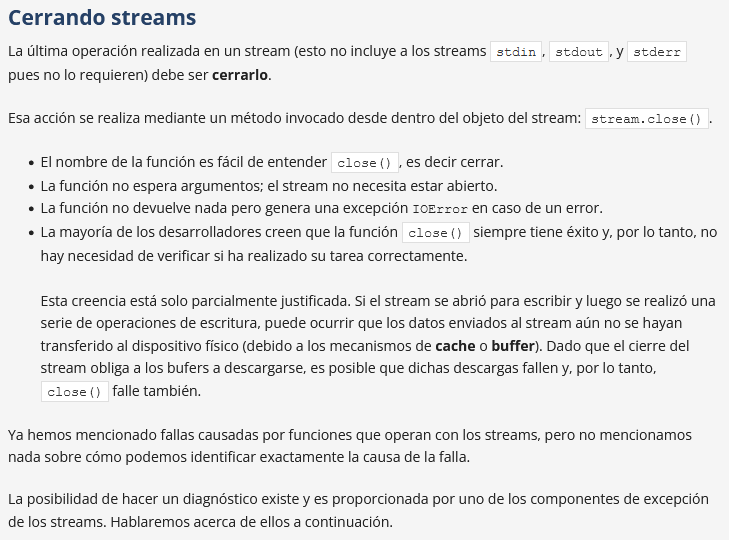 Cerrando streams
La última operación realizada en un stream (esto no incluye a los streams stdin, stdout, y stderr
pues no lo requieren) debe ser cerrarlo.
Esa acción se realiza mediante un método invocado desde dentro del objeto del stream: stream.close().
• El nombre de la función es fácil de entender close(), es decir cerrar.
• La función no espera argumentos; el stream no necesita estar abierto.
• La función no devuelve nada pero genera una excepción IOError en caso de un error.
• La mayoría de los desarrolladores creen que la función close() siempre tiene éxito y, por lo tanto, no
hay necesidad de verificar si ha realizado su tarea correctamente.
Esta creencia está solo parcialmente justificada. Si el stream se abrió para escribir y luego se realizó una
serie de operaciones de escritura, puede ocurrir que los datos enviados al stream aún no se hayan
transferido al dispositivo físico (debido a los mecanismos de cache o buffer). Dado que el cierre del
stream obliga a los bufers a descargarse, es posible que dichas descargas fallen y, por lo tanto,
close() falle también.
Ya hemos mencionado fallas causadas por funciones que operan con los streams, pero no mencionamos
nada sobre cómo podemos identificar exactamente la causa de la falla.
La posibilidad de hacer un diagnóstico existe y es proporcionada por uno de los componentes de excepción
de los streams. Hablaremos acerca de ellos a continuación.